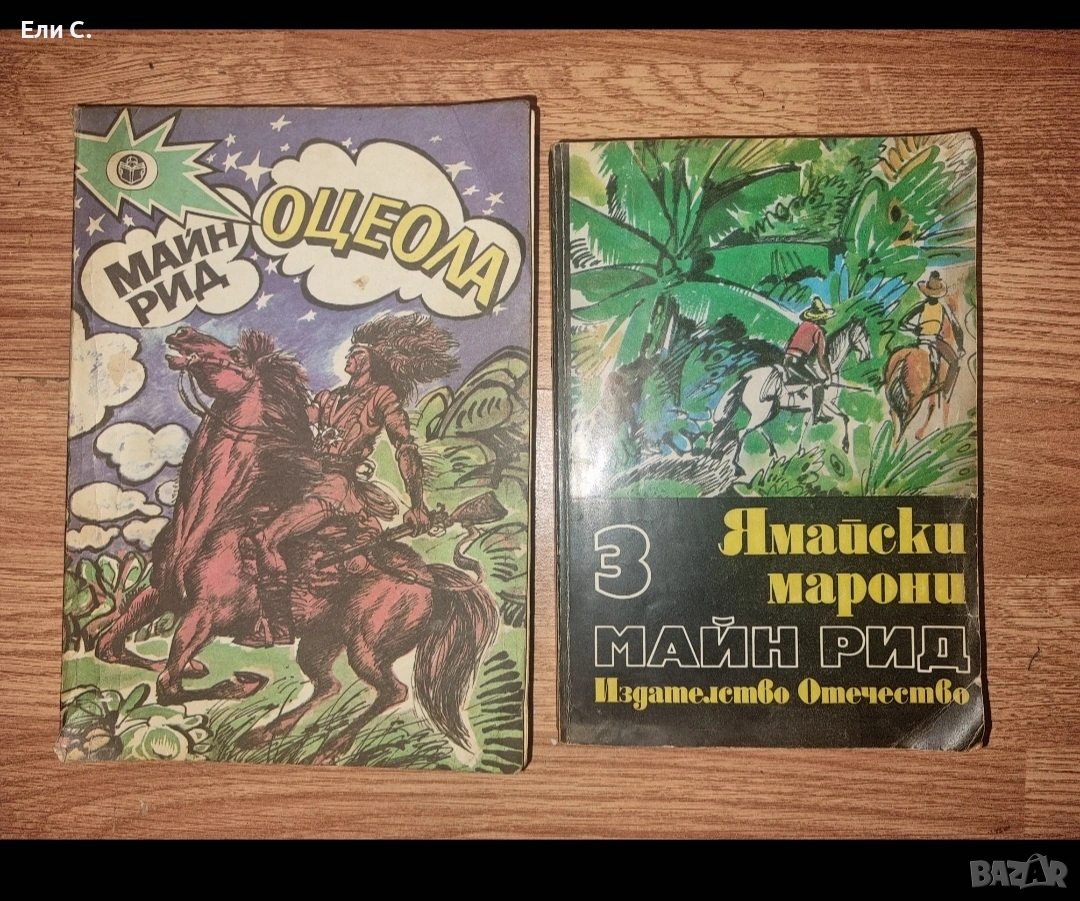 Ели С.
МАЙН
РИД
ОЦЕОЛА
3
Ямайски
марони
МАЙН РИД
Издателство Отечество
BAZAR